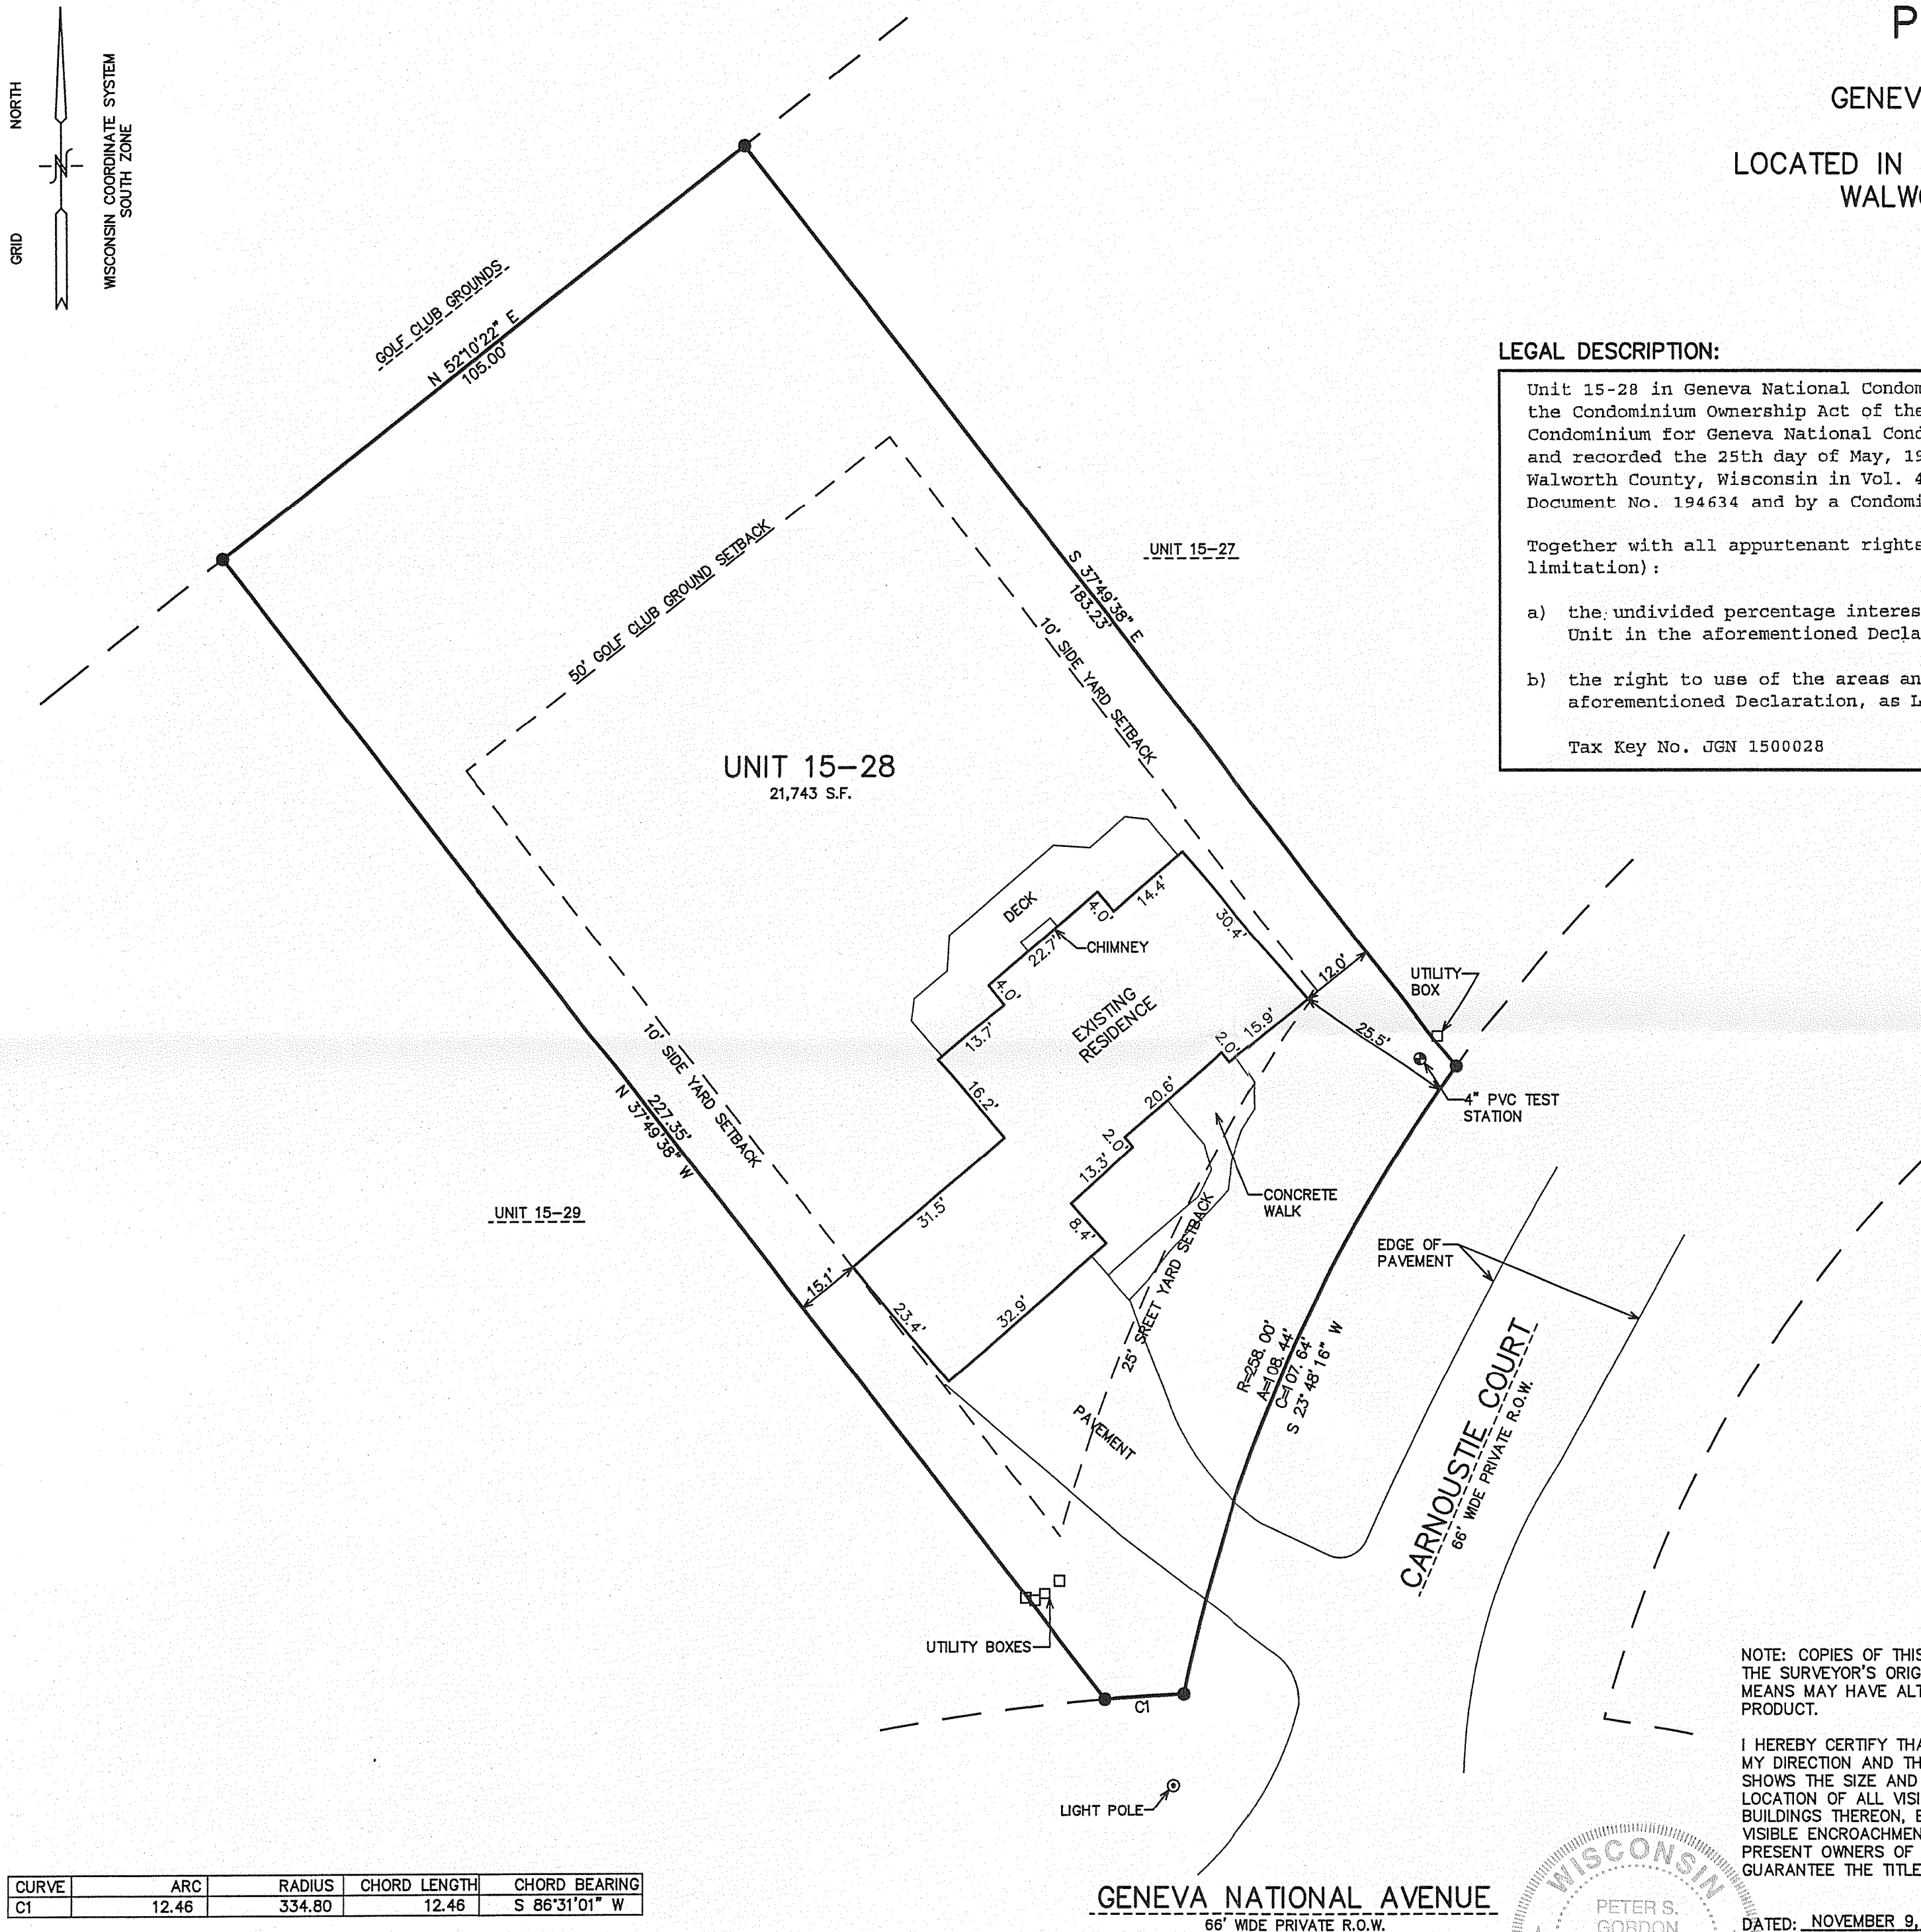 P
GENEV
LOCATED IN
WALWO
GRID NORTH
WISCONSIN COORDINATE SYSTEM
SOUTH ZONE
GOLF CLUB GROUNDS
N 52°10'22" E
105.00'
LEGAL DESCRIPTION:
Unit 15-28 in Geneva National Condom
the Condominium Ownership Act of the
Condominium for Geneva National Cond
and recorded the 25th day of May, 19
Walworth County, Wisconsin in Vol. 4
Document No. 194634 and by a Condomi
Together with all appurtenant rights
limitation):
a) the undivided percentage interes
Unit in the aforementioned Decla
b) the right to use of the areas an
aforementioned Declaration, as L
Tax Key No. JGN 1500028
50' GOLF CLUB GROUND SETBACK
UNIT 15-27
S 37°49'38" E
183.23'
10' SIDE YARD SETBACK
UNIT 15-28
21,743 S.F.
DECK
4.0'
14.4'
22.7'
CHIMNEY
30.4'
4.0'
13.7'
EXISTING
RESIDENCE
12.0'
UTILITY
BOX
2.0'
15.9'
25.5'
4" PVC TEST
STATION
16.2'
20.6'
2.0'
13.3'
10' SIDE YARD SETBACK
227.35'
N 37°49'38" W
UNIT 15-29
31.5'
8.4'
CONCRETE
WALK
EDGE OF
PAVEMENT
15.1'
23.4'
32.9'
25' SREET YARD SETBACK
R=258.00'
A=108.44'
C=107.64'
S 23°48'16" W
PAVEMENT
CARNOUSTIE COURT
66' WIDE PRIVATE R.O.W.
UTILITY BOXES
C1
LIGHT POLE
NOTE: COPIES OF THIS
THE SURVEYOR'S ORIG
MEANS MAY HAVE ALT
PRODUCT.
I HEREBY CERTIFY THA
MY DIRECTION AND TH
SHOWS THE SIZE AND
LOCATION OF ALL VISI
BUILDINGS THEREON, B
VISIBLE ENCROACHMEN
PRESENT OWNERS OF
GUARANTEE THE TITLE
CURVE ARC RADIUS CHORD LENGTH CHORD BEARING
C1 12.46 334.80 12.46 S 86°31'01" W
GENEVA NATIONAL AVENUE
66' WIDE PRIVATE R.O.W.
WISCONSIN
PETER S.
GORDON
DATED: NOVEMBER 9,